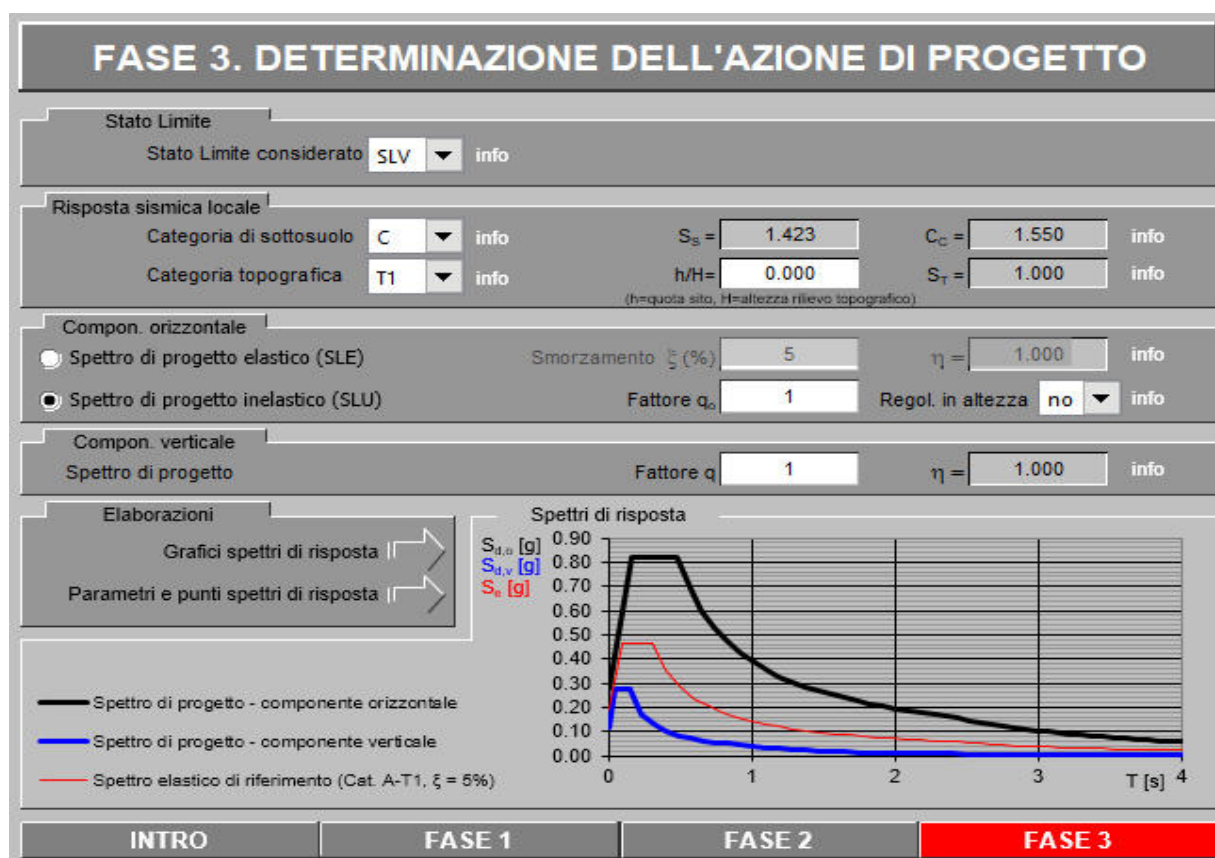 FASE 3. DETERMINAZIONE DELL'AZIONE DI PROGETTO
Stato Limite
Stato Limite considerato SLV info
Risposta sismica locale
Categoria di sottosuolo C info S_S = 1.423 C_C = 1.550 info
Categoria topografica T1 info h/H= 0.000 S_T = 1.000 info
(h=quota sito, H=altezza rilievo topografico)
Compon. orizzontale
Spettro di progetto elastico (SLE) Smorzamento ξ (%) 5 η = 1.000 info
Spettro di progetto inelastico (SLU) Fattore q_o 1 Regol. in altezza no info
Compon. verticale
Spettro di progetto Fattore q 1 η = 1.000 info
Elaborazioni
Grafici spettri di risposta
Parametri e punti spettri di risposta
Spettri di risposta
S_d,o [g]
S_d,v [g]
S_e [g]
0.90
0.80
0.70
0.60
0.50
0.40
0.30
0.20
0.10
0.00
0 1 2 3 T [s] 4
Spettro di progetto - componente orizzontale
Spettro di progetto - componente verticale
Spettro elastico di riferimento (Cat. A-T1, ξ = 5%)
INTRO FASE 1 FASE 2 FASE 3